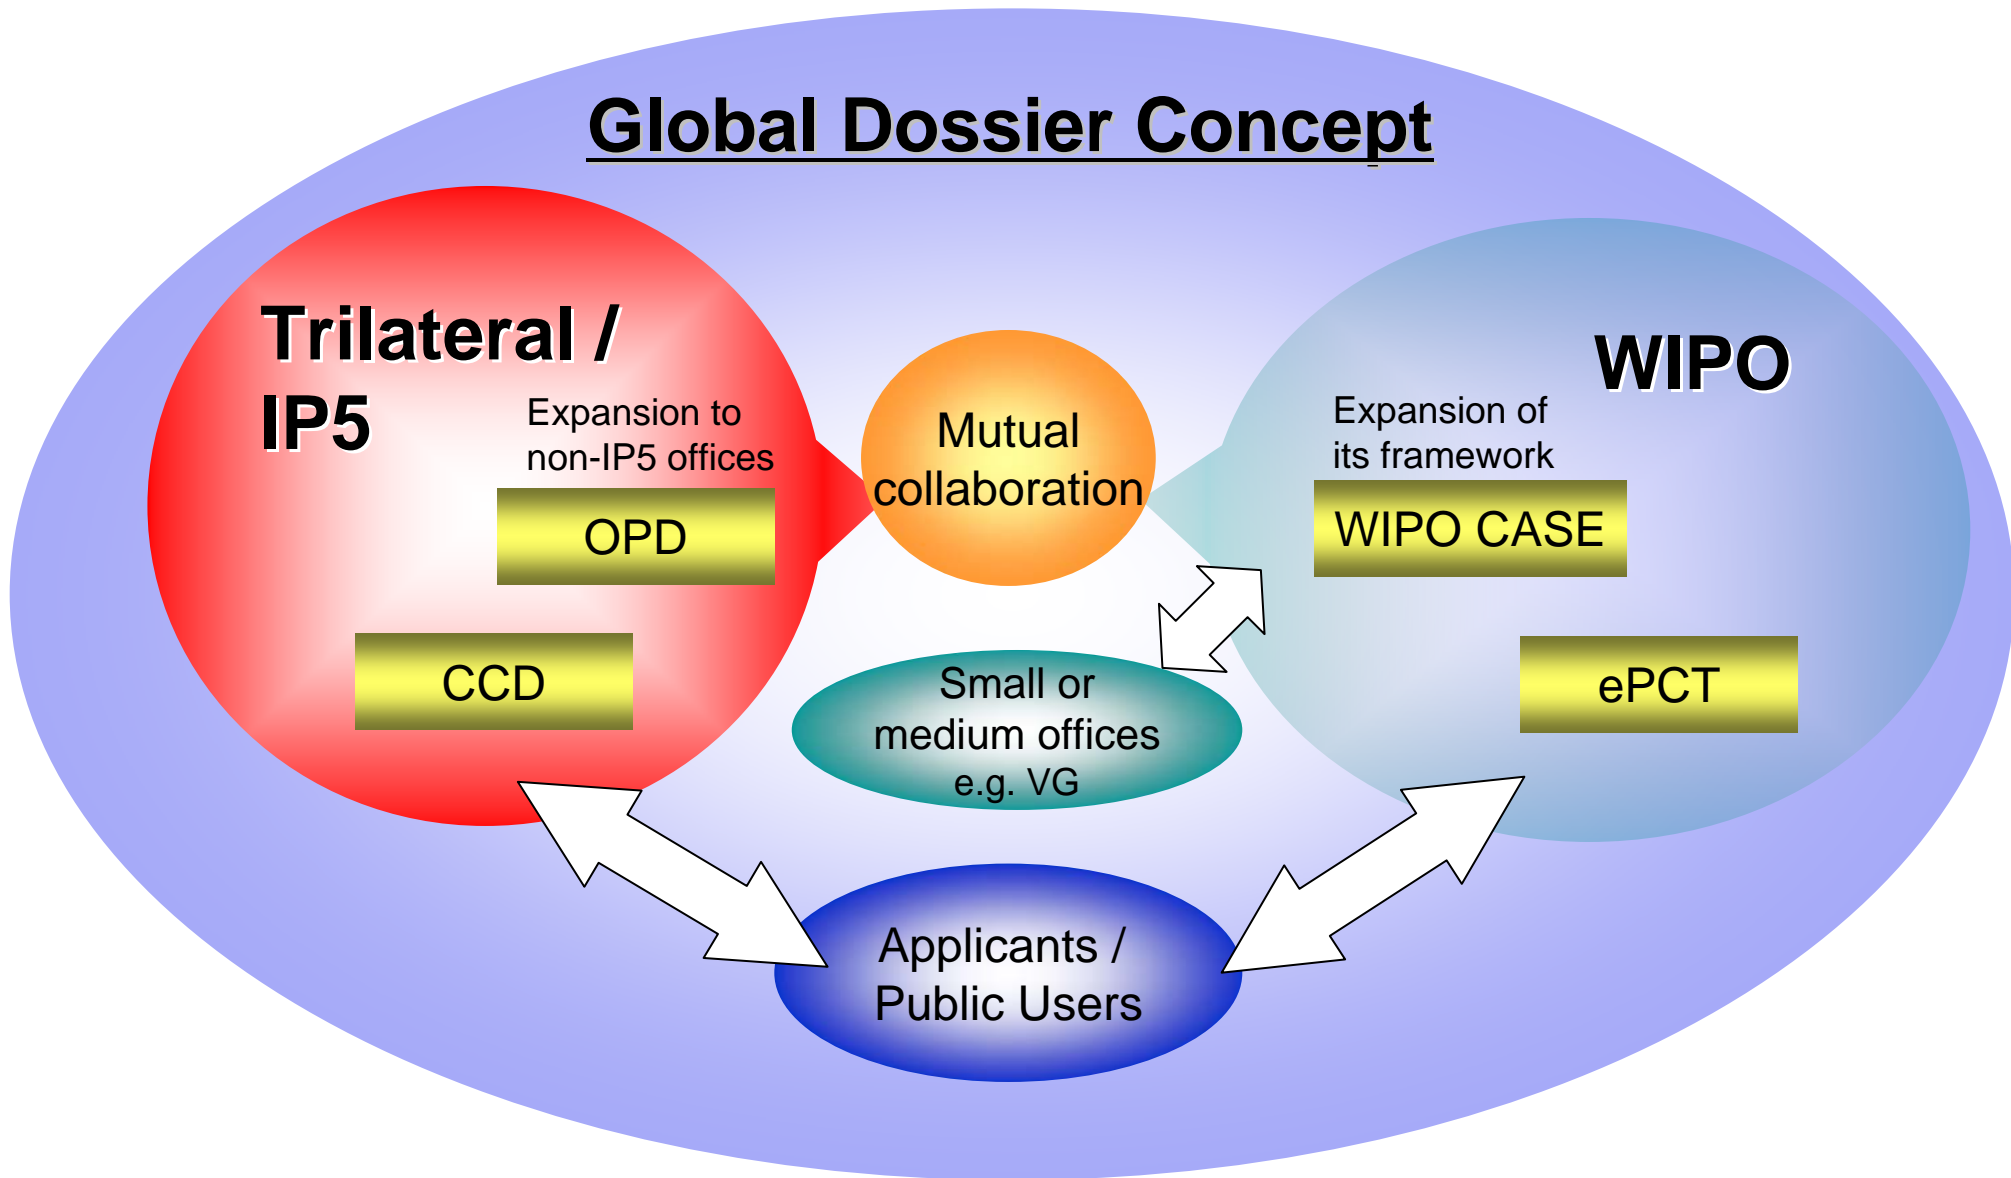 Global Dossier Concept
Trilateral /
IP5
Expansion to
non-IP5 offices
OPD
CCD
Mutual
collaboration
WIPO
Expansion of
its framework
WIPO CASE
ePCT
Small or
medium offices
e.g. VG
Applicants /
Public Users